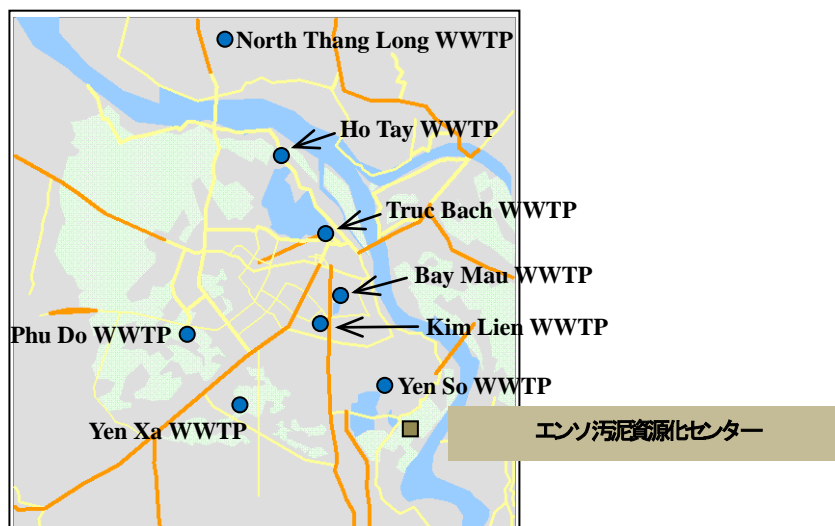 North Thang Long WWTP
Ho Tay WWTP
Truc Bach WWTP
Bay Mau WWTP
Kim Lien WWTP
Phu Do WWTP
Yen So WWTP
Yen Xa WWTP
エンソ汚泥資源化センター